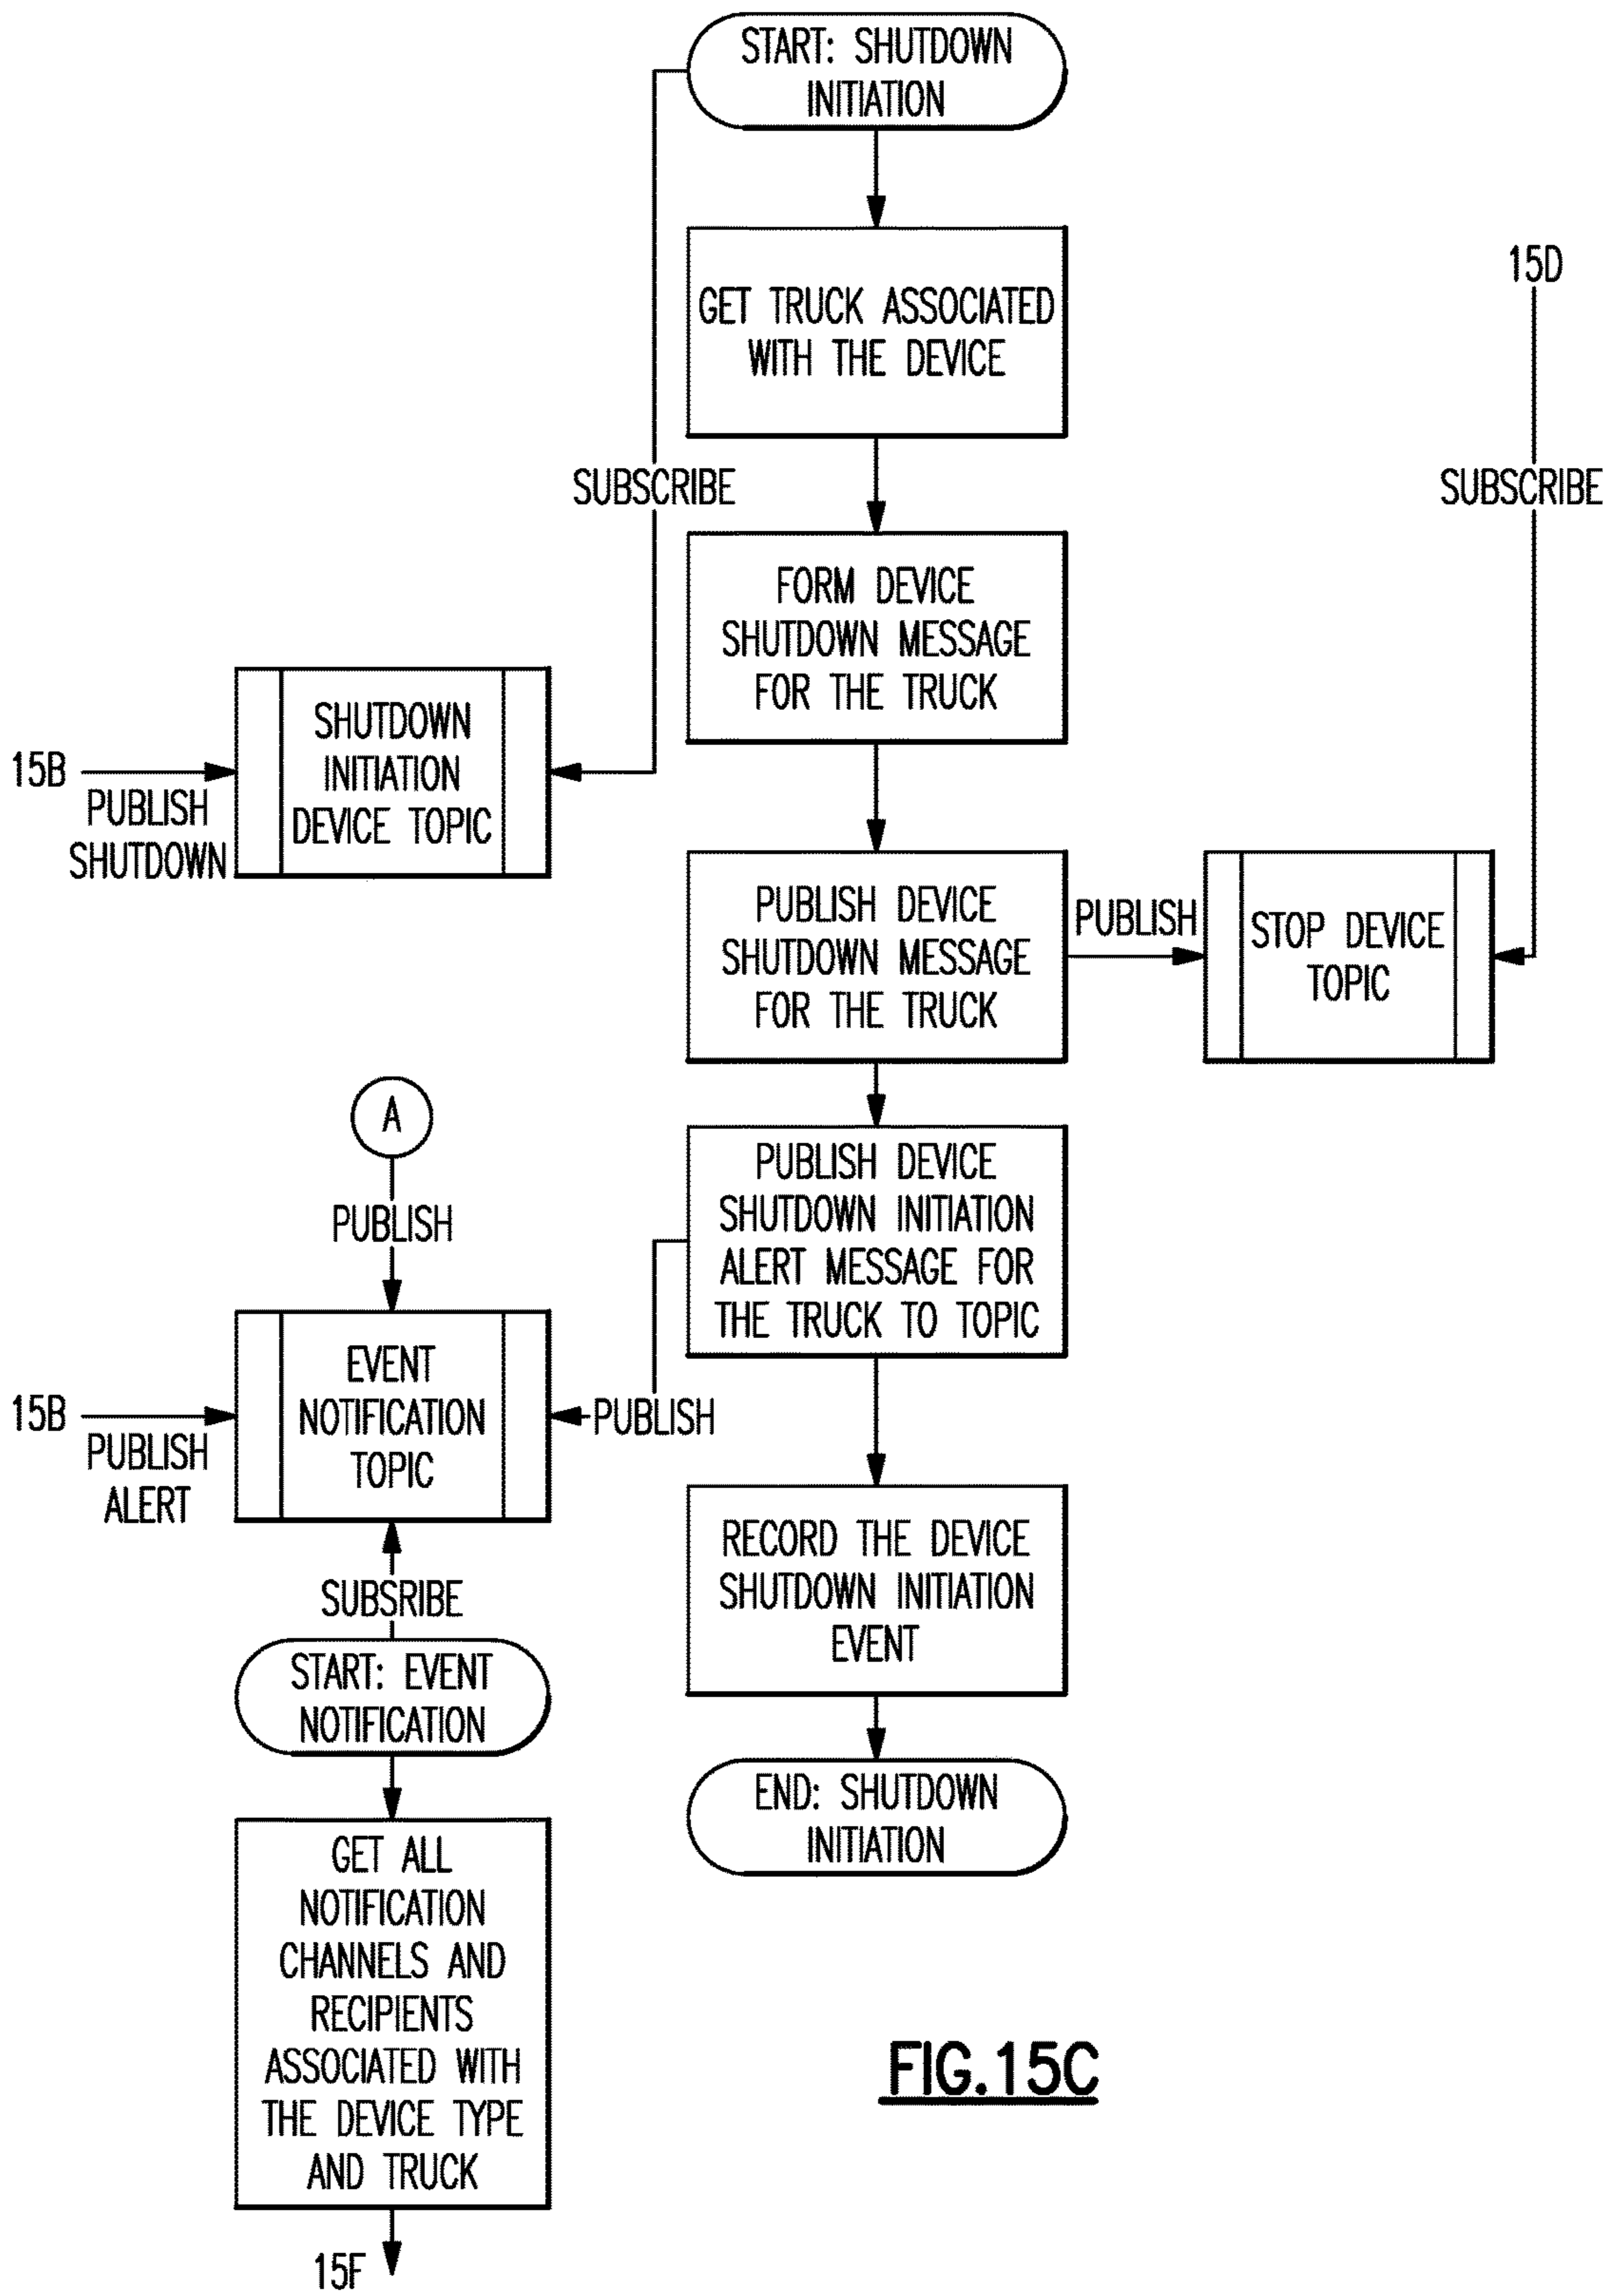 START: SHUTDOWN
INITIATION
GET TRUCK ASSOCIATED
WITH THE DEVICE
15D
SUBSCRIBE
SUBSCRIBE
FORM DEVICE
SHUTDOWN MESSAGE
FOR THE TRUCK
SHUTDOWN
INITIATION
DEVICE TOPIC
15B
PUBLISH
SHUTDOWN
PUBLISH DEVICE
SHUTDOWN MESSAGE
FOR THE TRUCK
PUBLISH
STOP DEVICE
TOPIC
A
PUBLISH
PUBLISH DEVICE
SHUTDOWN INITIATION
ALERT MESSAGE FOR
THE TRUCK TO TOPIC
EVENT
NOTIFICATION
TOPIC
15B
PUBLISH
ALERT
PUBLISH
RECORD THE DEVICE
SHUTDOWN INITIATION
EVENT
SUBSRIBE
START: EVENT
NOTIFICATION
END: SHUTDOWN
INITIATION
GET ALL
NOTIFICATION
CHANNELS AND
RECIPIENTS
ASSOCIATED WITH
THE DEVICE TYPE
AND TRUCK
15F
FIG.15C